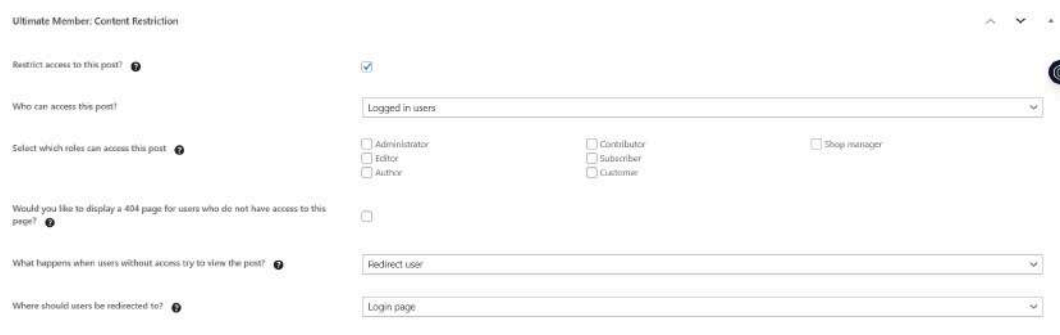 Ultimate Member: Content Restriction
Restrict access to this post?
Who can access this post?
Logged in users
Select which roles can access this post
Administrator
Contributor
Shop manager
Editor
Subscriber
Author
Customer
Would you like to display a 404 page for users who do not have access to this
page?
What happens when users without access try to view the post?
Redirect user
Where should users be redirected to?
Login page